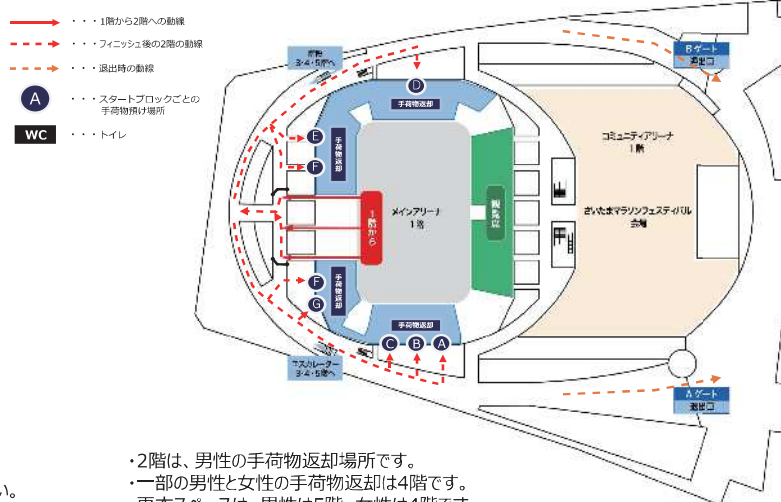 ・・・1階から2階への動線
・・・フィニッシュ後の2階の動線
・・・退出時の動線
A
・・・スタートブロックごとの
手荷物預け場所
WC
・・・トイレ
階段
3・4・5階へ
Bゲート
退出口
D
手荷物返却
コミュニティアリーナ
1階
E
手荷物返却
F
1階から
メインアリーナ
1階
観覧席
さいたまマラソンフェスティバル
会場
F
手荷物返却
G
手荷物返却
C
B
A
エスカレーター
3・4・5階へ
Aゲート
退出口
・2階は、男性の手荷物返却場所です。
・一部の男性と女性の手荷物返却は4階です。
い。